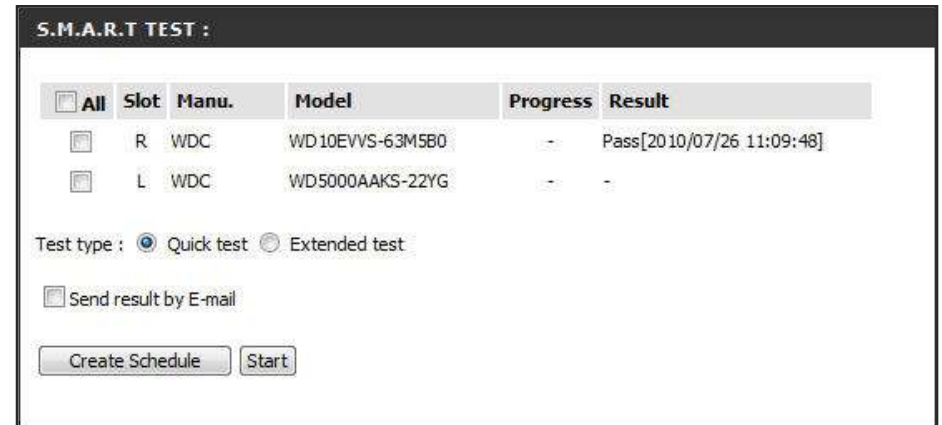 S.M.A.R.T TEST :
All Slot Manu. Model Progress Result
R WDC WD10EVVS-63M5B0 - Pass[2010/07/26 11:09:48]
L WDC WD5000AAKS-22YG - -
Test type : Quick test Extended test
Send result by E-mail
Create Schedule Start